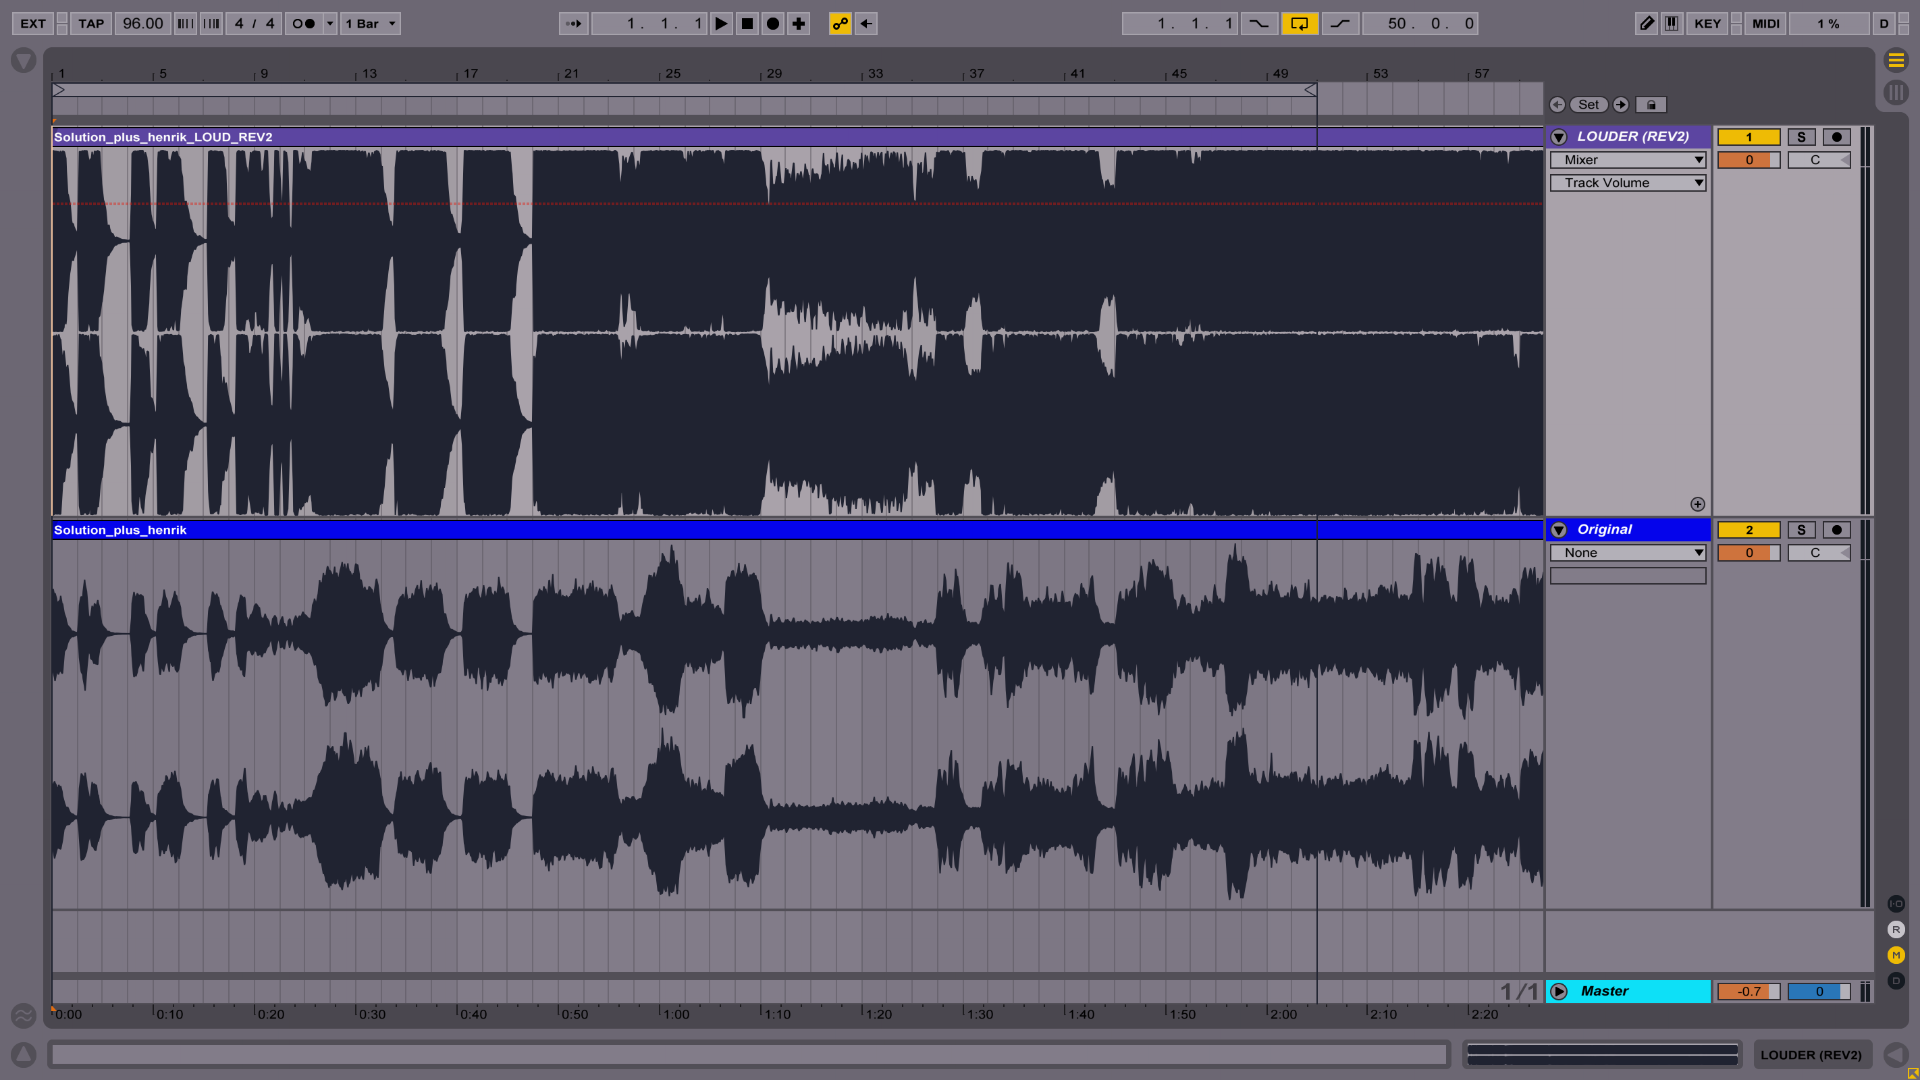 EXT TAP 96.00 4 / 4 1 Bar 1. 1. 1 1. 1. 1 50. 0. 0 KEY MIDI 1 % D
1 5 9 13 17 21 25 29 33 37 41 45 49 53 57
Set
Solution_plus_henrik_LOUD_REV2 LOUDER (REV2) 1 S
Mixer 0 C
Track Volume
Solution_plus_henrik Original 2 S
None 0 C
I·O
R
M
D
1/1 Master -0.7 0
0:00 0:10 0:20 0:30 0:40 0:50 1:00 1:10 1:20 1:30 1:40 1:50 2:00 2:10 2:20
LOUDER (REV2)